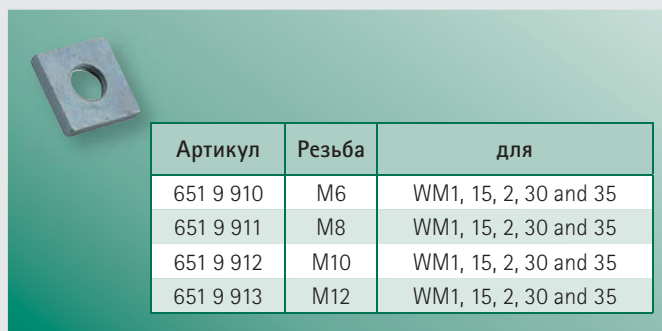 Артикул Резьба для
651 9 910 M6 WM1, 15, 2, 30 and 35
651 9 911 M8 WM1, 15, 2, 30 and 35
651 9 912 M10 WM1, 15, 2, 30 and 35
651 9 913 M12 WM1, 15, 2, 30 and 35